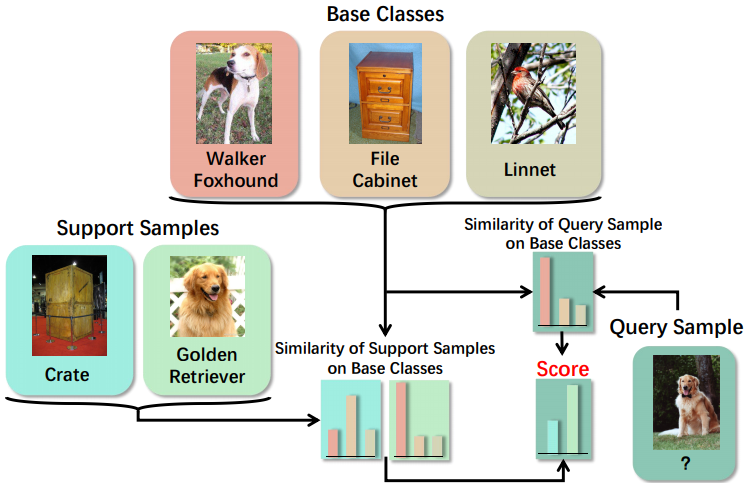 Base Classes
Walker
Foxhound
File
Cabinet
Linnet
Support Samples
Crate
Golden
Retriever
Similarity of Query Sample
on Base Classes
Similarity of Support Samples
on Base Classes
Score
Query Sample
?